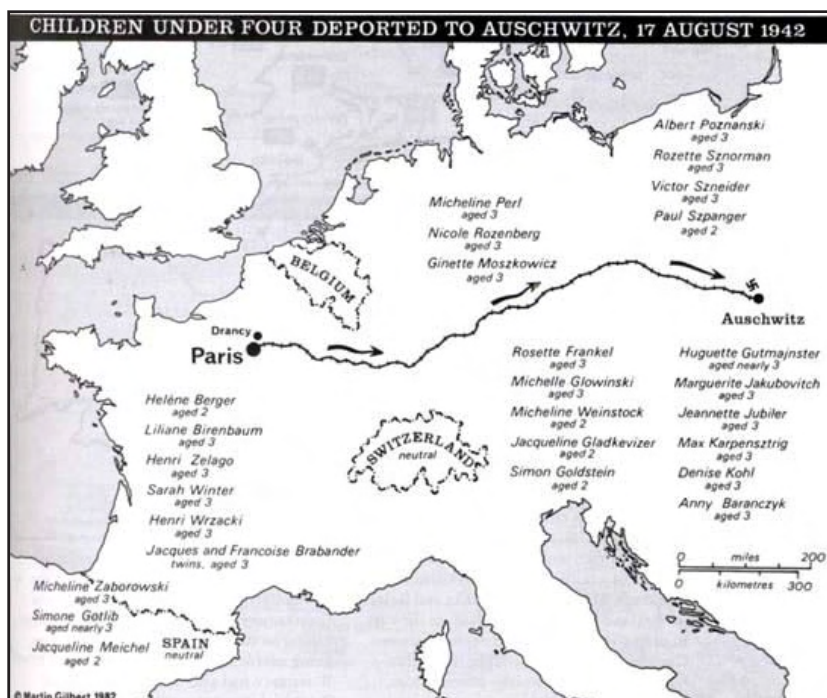 CHILDREN UNDER FOUR DEPORTED TO AUSCHWITZ, 17 AUGUST 1942
Albert Poznanski
aged 3
Rozette Sznorman
aged 3
Victor Szneider
aged 3
Paul Szpanger
aged 2
Micheline Perl
aged 3
Nicole Rozenberg
aged 3
Ginette Moszkowicz
aged 3
BELGIUM
Drancy
Paris
Auschwitz
SWITZERLAND
neutral
Heléne Berger
aged 2
Liliane Birenbaum
aged 3
Henri Zelago
aged 3
Sarah Winter
aged 3
Henri Wrzacki
aged 3
Jacques and Francoise Brabander
twins, aged 3
Rosette Frankel
aged 3
Michelle Glowinski
aged 3
Micheline Weinstock
aged 2
Jacqueline Gladkevizer
aged 2
Simon Goldstein
aged 2
Huguette Gutmajnster
aged nearly 3
Marguerite Jakubovitch
aged 3
Jeannette Jubiler
aged 3
Max Karpensztrig
aged 3
Denise Kohl
aged 3
Anny Baranczyk
aged 3
Micheline Zaborowski
aged 3
Simone Gotlib
aged nearly 3
Jacqueline Meichel
aged 2
SPAIN
neutral
0 miles 200
0 kilometres 300
© Martin Gilbert 1982